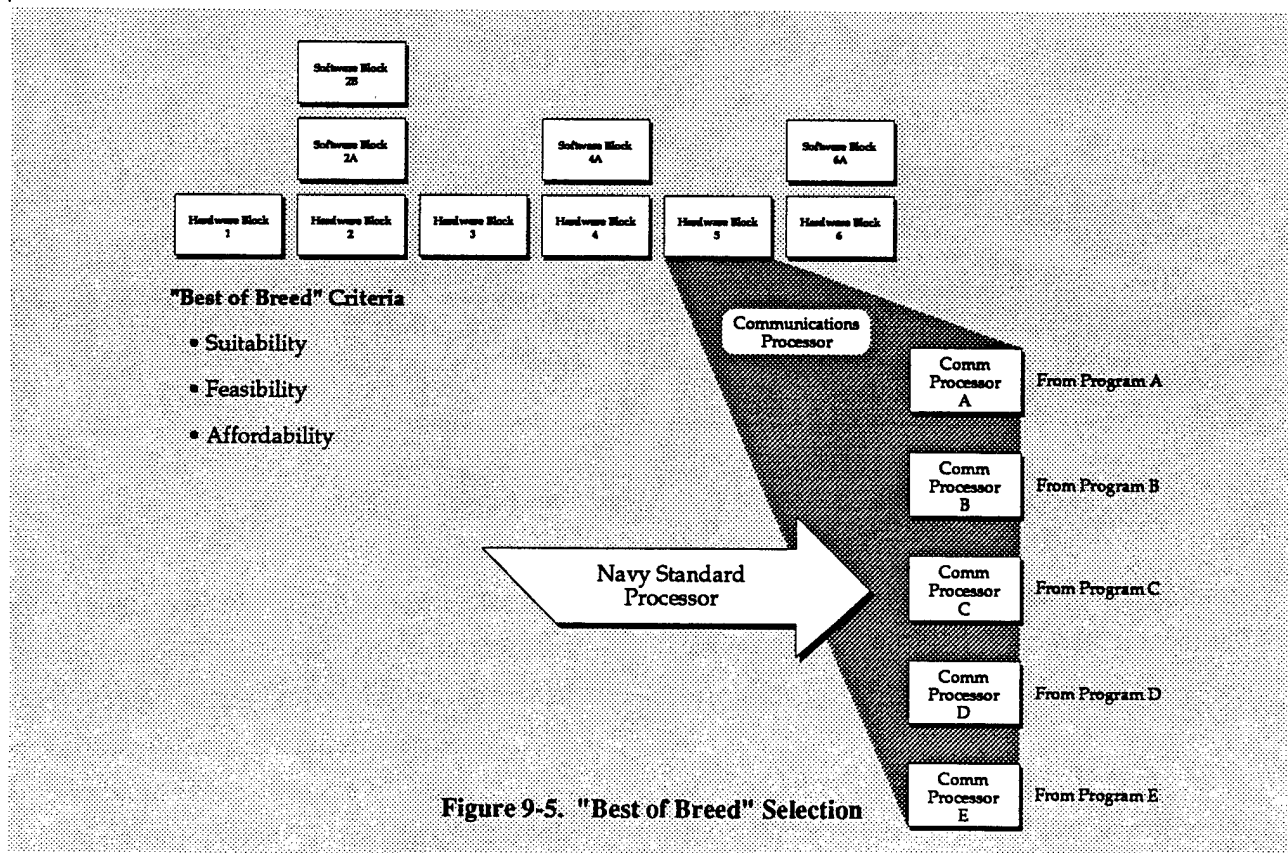 Software Block
2B
Software Block
2A
Software Block
4A
Software Block
6A
Hardware Block
1
Hardware Block
2
Hardware Block
3
Hardware Block
4
Hardware Block
5
Hardware Block
6
"Best of Breed" Criteria
• Suitability
• Feasibility
• Affordability
Communications
Processor
Comm
Processor
A
From Program A
Comm
Processor
B
From Program B
Navy Standard
Processor
Comm
Processor
C
From Program C
Comm
Processor
D
From Program D
Comm
Processor
E
From Program E
Figure 9-5. "Best of Breed" Selection